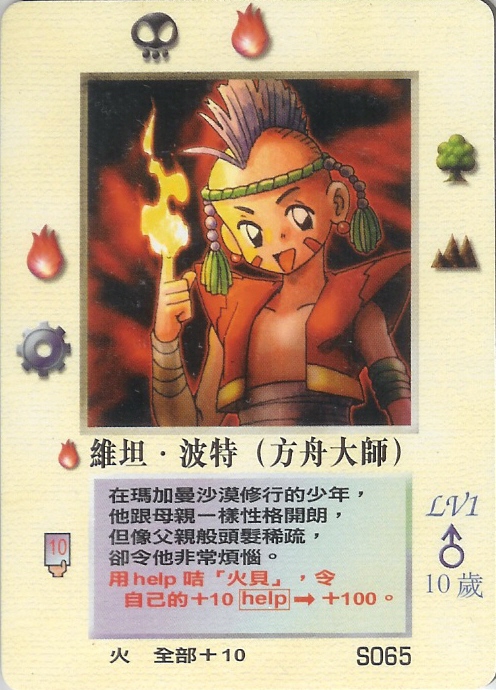 維坦·波特（方舟大師）
在瑪加曼沙漠修行的少年，
他跟母親一樣性格開朗，
但像父親般頭髮稀疏，
卻令他非常煩惱。
用help咭「火貝」，令
自己的+10 help ➡ +100。
LV1
♂
10歲
10
火 全部+10
S065